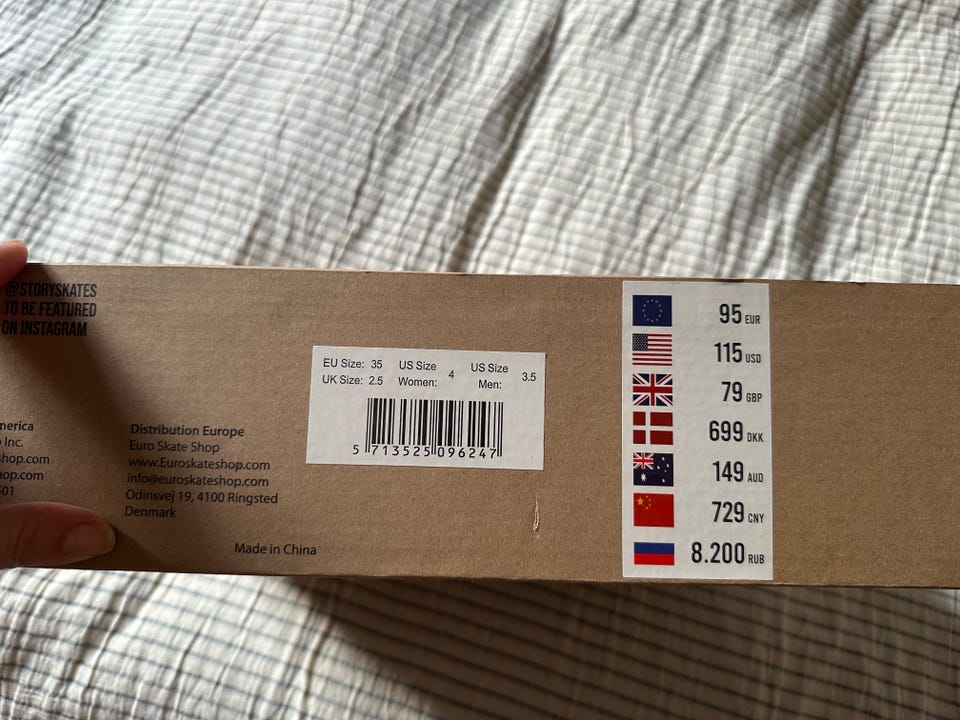 @STORYSKATES
TO BE FEATURED
ON INSTAGRAM
Inc.
Distribution Europe
Euro Skate Shop
www.Euroskateshop.com
info@euroskateshop.com
Odinsvej 19, 4100 Ringsted
Denmark
Made in China
EU Size: 35 US Size Women: 4 US Size Men: 3.5
UK Size: 2.5
5 713525 096247
95 EUR
115 USD
79 GBP
699 DKK
149 AUD
729 CNY
8.200 RUB